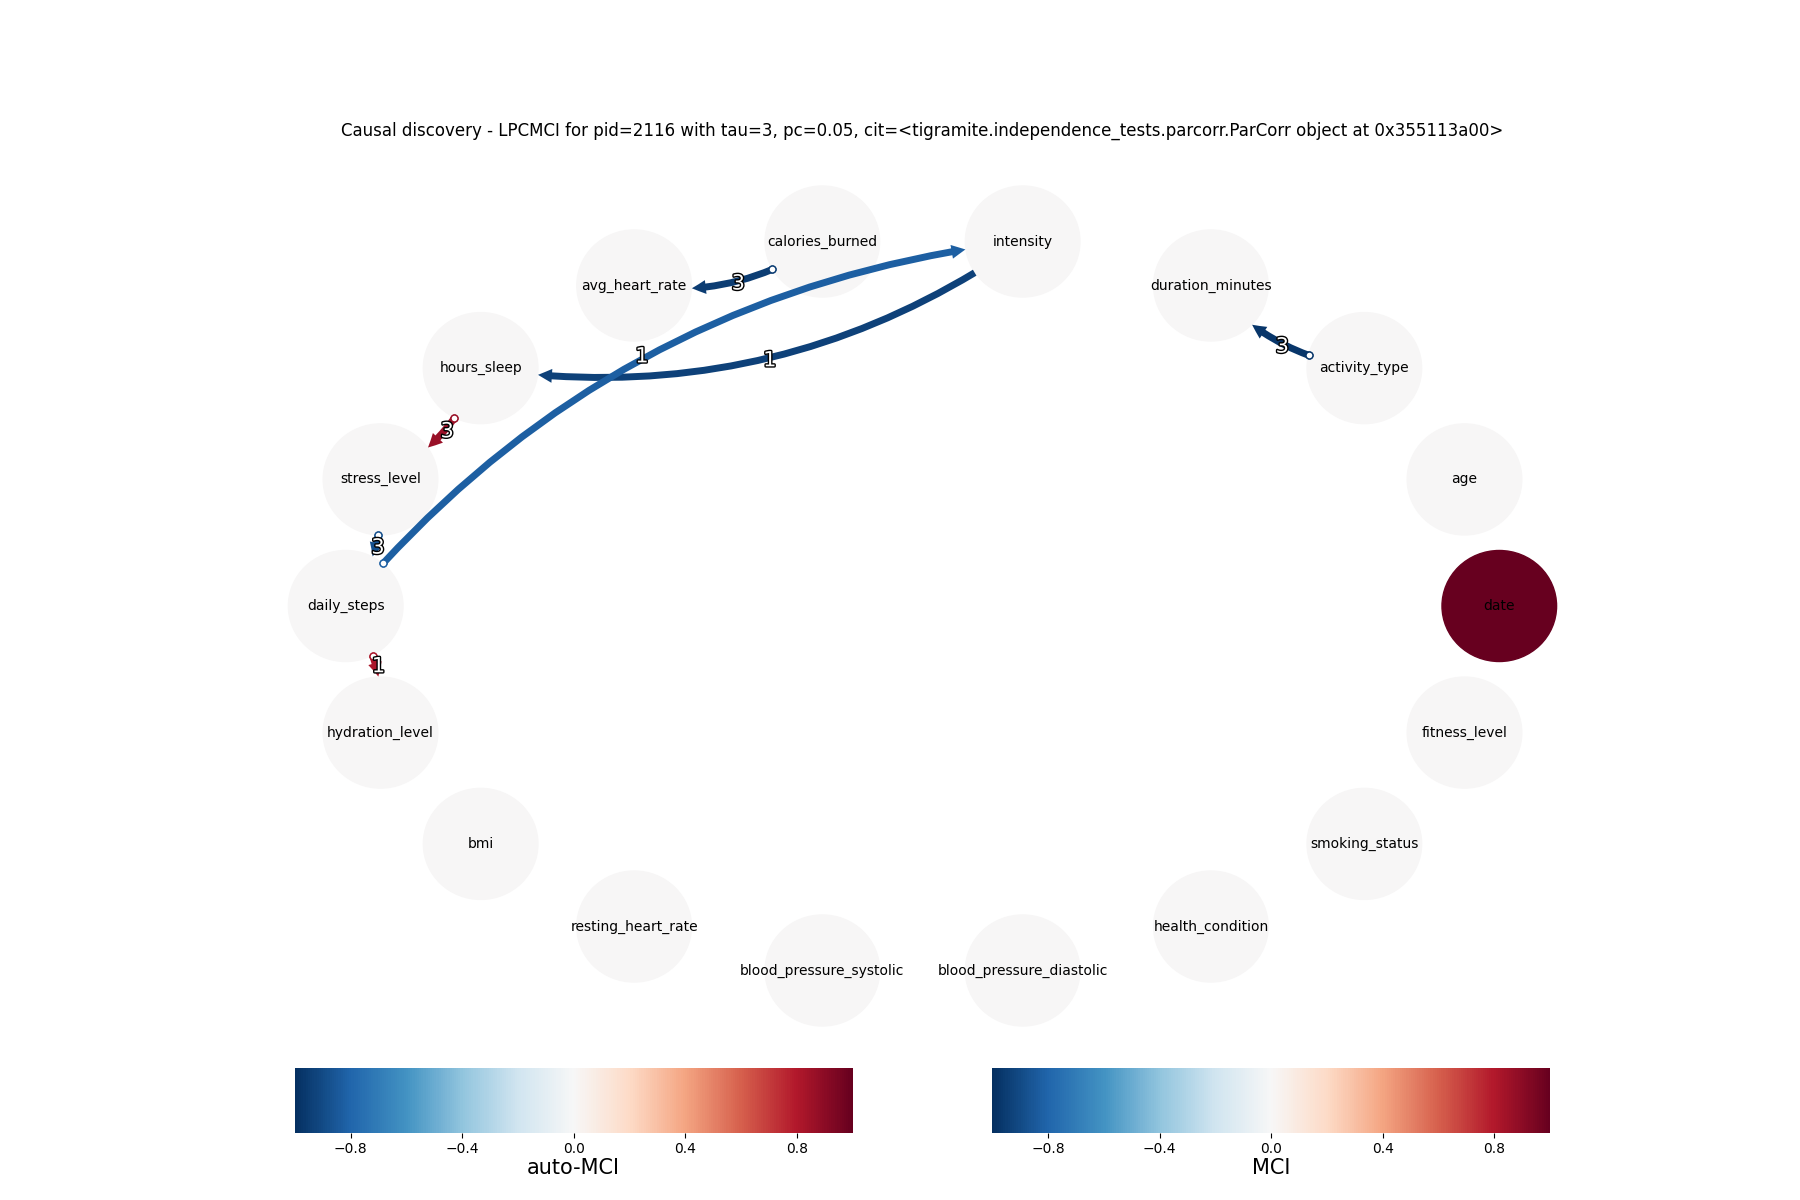 Causal discovery - LPCMCI for pid=2116 with tau=3, pc=0.05, cit=<tigramite.independence_tests.parcorr.ParCorr object at 0x355113a00>
calories_burned
intensity
avg_heart_rate
3
duration_minutes
3
1
1
hours_sleep
activity_type
3
stress_level
age
3
daily_steps
date
1
hydration_level
fitness_level
bmi
smoking_status
resting_heart_rate
health_condition
blood_pressure_systolic
blood_pressure_diastolic
−0.8 −0.4 0.0 0.4 0.8
auto-MCI
−0.8 −0.4 0.0 0.4 0.8
MCI